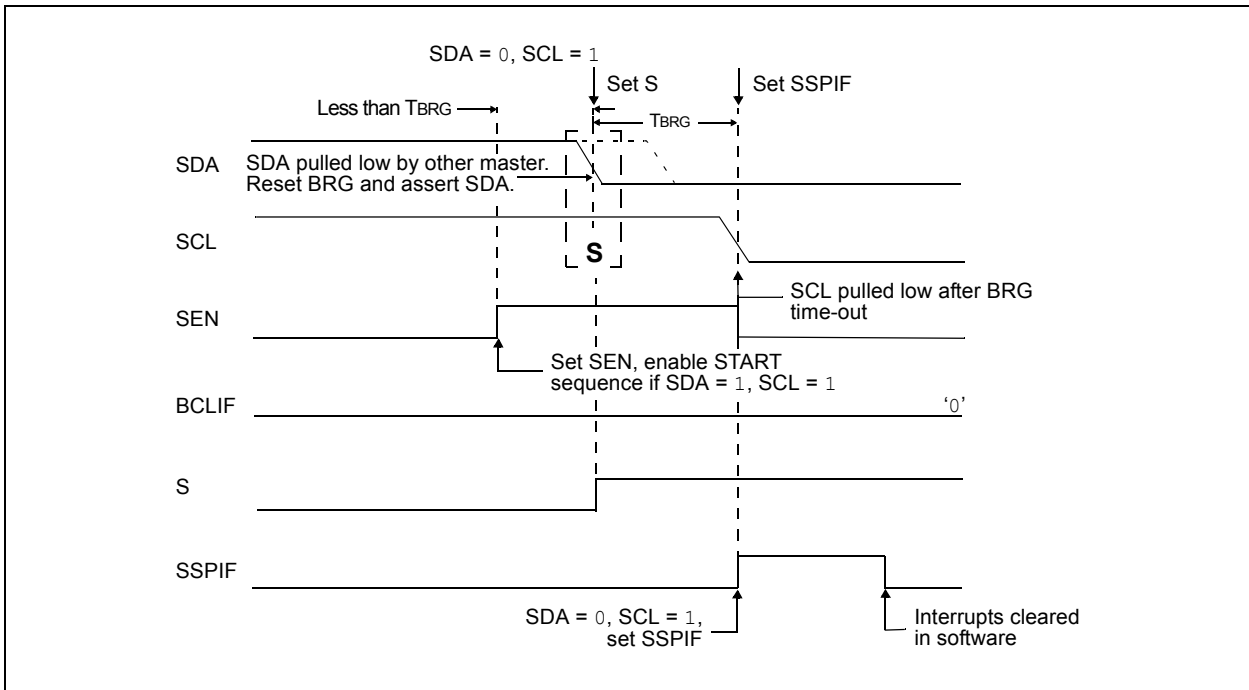 SDA = 0, SCL = 1
Set S
Set SSPIF
Less than TBRG
TBRG
SDA
SDA pulled low by other master.
Reset BRG and assert SDA.
SCL
S
SCL pulled low after BRG
time-out
SEN
Set SEN, enable START
sequence if SDA = 1, SCL = 1
BCLIF
‘0’
S
SSPIF
SDA = 0, SCL = 1,
set SSPIF
Interrupts cleared
in software